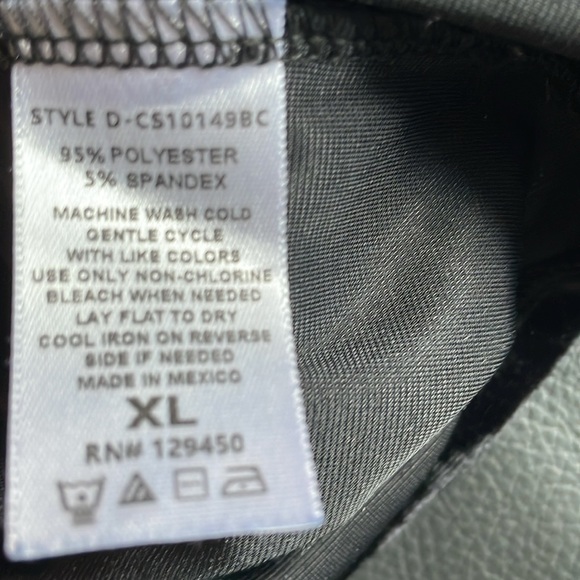 STYLE D-CS10149BC
95% POLYESTER
5% SPANDEX
MACHINE WASH COLD
GENTLE CYCLE
WITH LIKE COLORS
USE ONLY NON-CHLORINE
BLEACH WHEN NEEDED
LAY FLAT TO DRY
COOL IRON ON REVERSE
SIDE IF NEEDED
MADE IN MEXICO
XL
RN# 129450